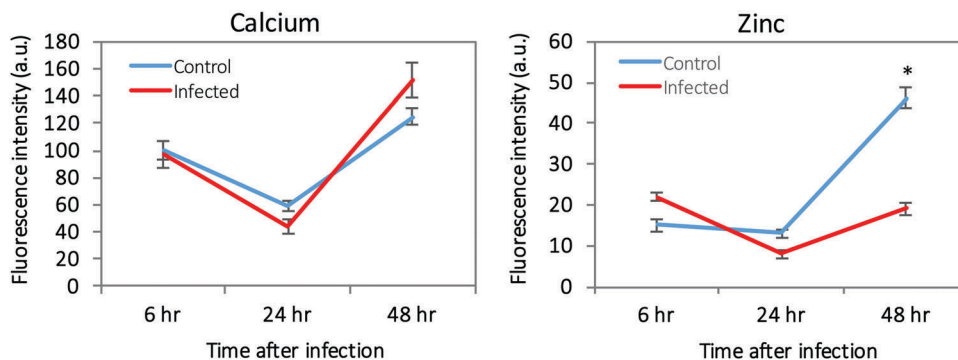 Calcium
Fluorescence intensity (a.u.)
180
160
140
120
100
80
60
40
20
0
Control
Infected
6 hr 24 hr 48 hr
Time after infection
Zinc
Fluorescence intensity (a.u.)
60
50
40
30
20
10
0
Control
Infected
*
6 hr 24 hr 48 hr
Time after infection